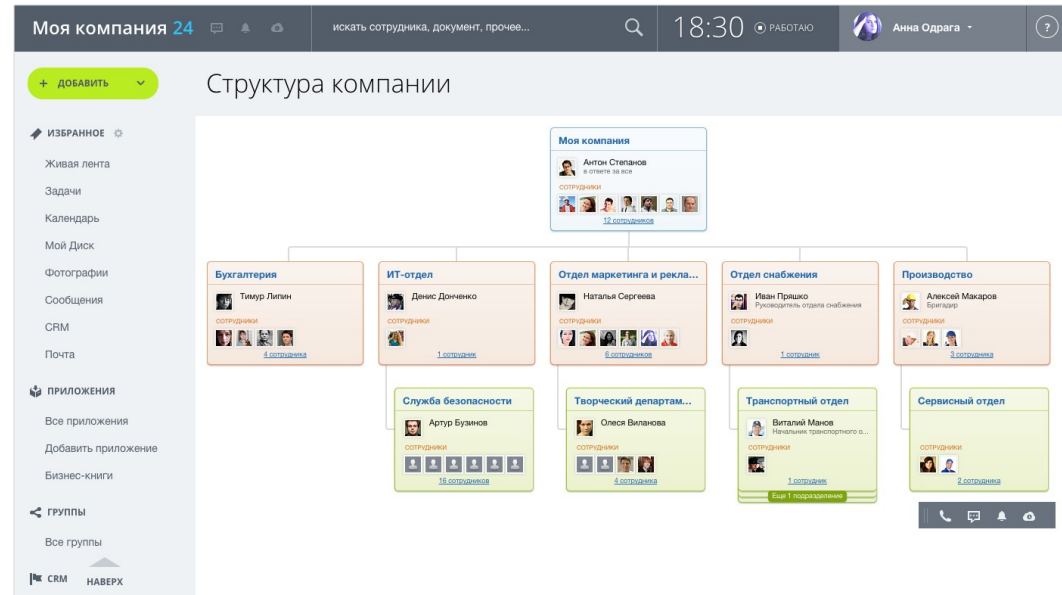 Моя компания 24
искать сотрудника, документ, прочее...
18:30
РАБОТАЮ
Анна Одрага
?
+ ДОБАВИТЬ
Структура компании
ИЗБРАННОЕ
Живая лента
Задачи
Календарь
Мой Диск
Фотографии
Сообщения
CRM
Почта
ПРИЛОЖЕНИЯ
Все приложения
Добавить приложение
Бизнес-книги
ГРУППЫ
Все группы
CRM
НАВЕРХ
Моя компания
Антон Степанов
в ответе за все
СОТРУДНИКИ
12 сотрудников
Бухгалтерия
Тимур Липин
СОТРУДНИКИ
4 сотрудника
ИТ-отдел
Денис Донченко
СОТРУДНИКИ
1 сотрудник
Отдел маркетинга и рекла...
Наталья Сергеева
СОТРУДНИКИ
6 сотрудников
Отдел снабжения
Иван Пряшко
Руководитель отдела снабжения
СОТРУДНИКИ
1 сотрудник
Производство
Алексей Макаров
Бригадир
СОТРУДНИКИ
3 сотрудника
Служба безопасности
Артур Бузинов
СОТРУДНИКИ
16 сотрудников
Творческий департам...
Олеся Виланова
СОТРУДНИКИ
4 сотрудника
Транспортный отдел
Виталий Манов
Начальник транспортного о...
СОТРУДНИКИ
1 сотрудник
Еще 1 подразделение
Сервисный отдел
СОТРУДНИКИ
2 сотрудника